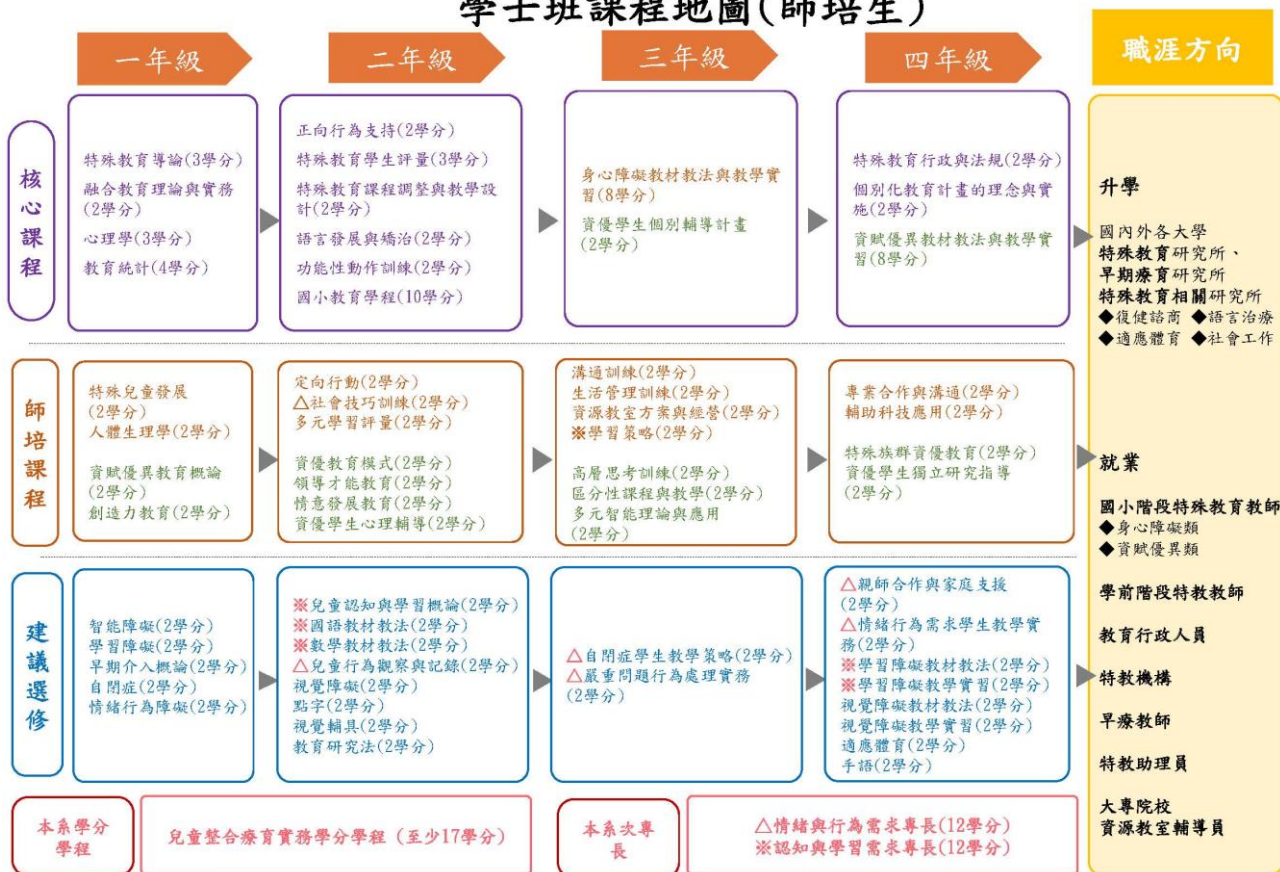 學士班課程地圖(師培生)
一年級
二年級
三年級
四年級
職涯方向
核心課程
特殊教育導論(3學分)
融合教育理論與實務
(2學分)
心理學(3學分)
教育統計(4學分)
正向行為支持(2學分)
特殊教育學生評量(3學分)
特殊教育課程調整與教學設
計(2學分)
語言發展與矯治(2學分)
功能性動作訓練(2學分)
國小教育學程(10學分)
身心障礙教材教法與教學實
習(8學分)
資優學生個別輔導計畫
(2學分)
特殊教育行政與法規(2學分)
個別化教育計畫的理念與實
施(2學分)
資賦優異教材教法與教學實
習(8學分)
師培課程
特殊兒童發展
(2學分)
人體生理學(2學分)
資賦優異教育概論
(2學分)
創造力教育(2學分)
定向行動(2學分)
△社會技巧訓練(2學分)
多元學習評量(2學分)
資優教育模式(2學分)
領導才能教育(2學分)
情意發展教育(2學分)
資優學生心理輔導(2學分)
溝通訓練(2學分)
生活管理訓練(2學分)
資源教室方案與經營(2學分)
※學習策略(2學分)
高層思考訓練(2學分)
區分性課程與教學(2學分)
多元智能理論與應用
(2學分)
專業合作與溝通(2學分)
輔助科技應用(2學分)
特殊族群資優教育(2學分)
資優學生獨立研究指導
(2學分)
建議選修
智能障礙(2學分)
學習障礙(2學分)
早期介入概論(2學分)
自閉症(2學分)
情緒行為障礙(2學分)
※兒童認知與學習概論(2學分)
※國語教材教法(2學分)
※數學教材教法(2學分)
△兒童行為觀察與記錄(2學分)
視覺障礙(2學分)
點字(2學分)
視覺輔具(2學分)
教育研究法(2學分)
△自閉症學生教學策略(2學分)
△嚴重問題行為處理實務
(2學分)
△親師合作與家庭支援
(2學分)
△情緒行為需求學生教學實
務(2學分)
※學習障礙教材教法(2學分)
※學習障礙教學實習(2學分)
視覺障礙教材教法(2學分)
視覺障礙教學實習(2學分)
適應體育(2學分)
手語(2學分)
本系學分
學程
兒童整合療育實務學分學程 (至少17學分)
本系次專
長
△情緒與行為需求專長(12學分)
※認知與學習需求專長(12學分)
升學
國內外各大學
特殊教育研究所、
早期療育研究所
特殊教育相關研究所
◆復健諮商 ◆語言治療
◆適應體育 ◆社會工作
就業
國小階段特殊教育教師
◆身心障礙類
◆資賦優異類
學前階段特教教師
教育行政人員
特教機構
早療教師
特教助理員
大專院校
資源教室輔導員